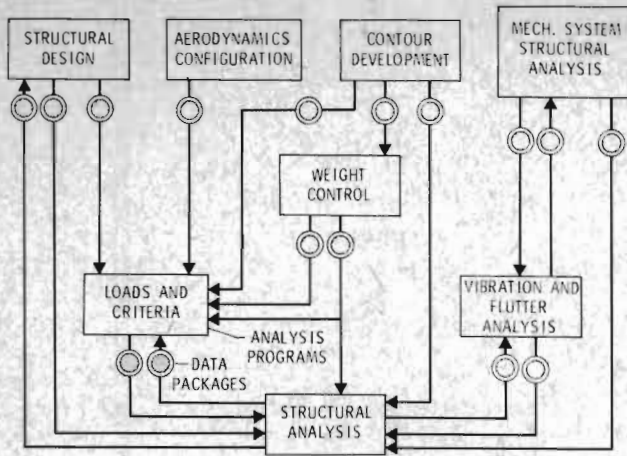 STRUCTURAL
DESIGN
AERODYNAMICS
CONFIGURATION
CONTOUR
DEVELOPMENT
MECH. SYSTEM
STRUCTURAL
ANALYSIS
WEIGHT
CONTROL
LOADS AND
CRITERIA
VIBRATION AND
FLUTTER
ANALYSIS
ANALYSIS
PROGRAMS
DATA
PACKAGES
STRUCTURAL
ANALYSIS